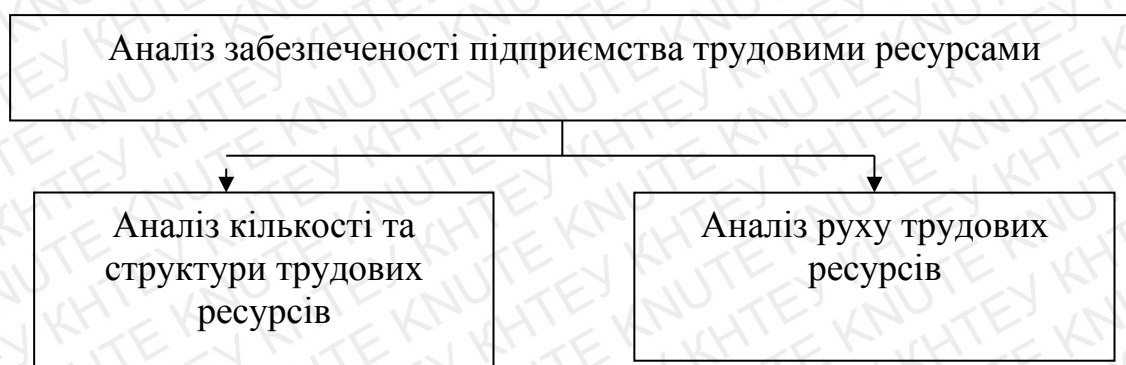 Аналіз забезпеченості підприємства трудовими ресурсами
Аналіз кількості та
структури трудових
ресурсів
Аналіз руху трудових
ресурсів